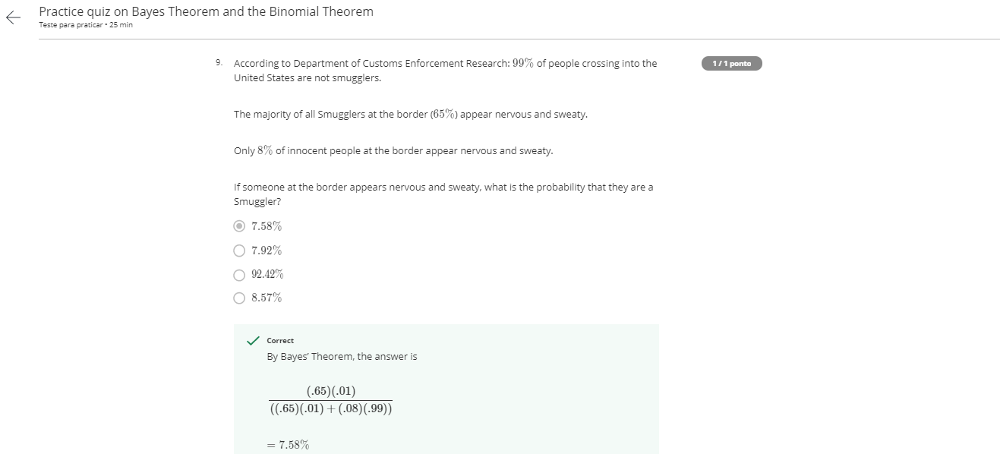 Practice quiz on Bayes Theorem and the Binomial Theorem
Teste para praticar • 25 min
9. According to Department of Customs Enforcement Research: 99% of people crossing into the
United States are not smugglers.
1 / 1 ponto
The majority of all Smugglers at the border (65%) appear nervous and sweaty.
Only 8% of innocent people at the border appear nervous and sweaty.
If someone at the border appears nervous and sweaty, what is the probability that they are a
Smuggler?
7.58%
7.92%
92.42%
8.57%
Correct
By Bayes' Theorem, the answer is
(.65)(.01)
((.65)(.01) + (.08)(.99))
= 7.58%